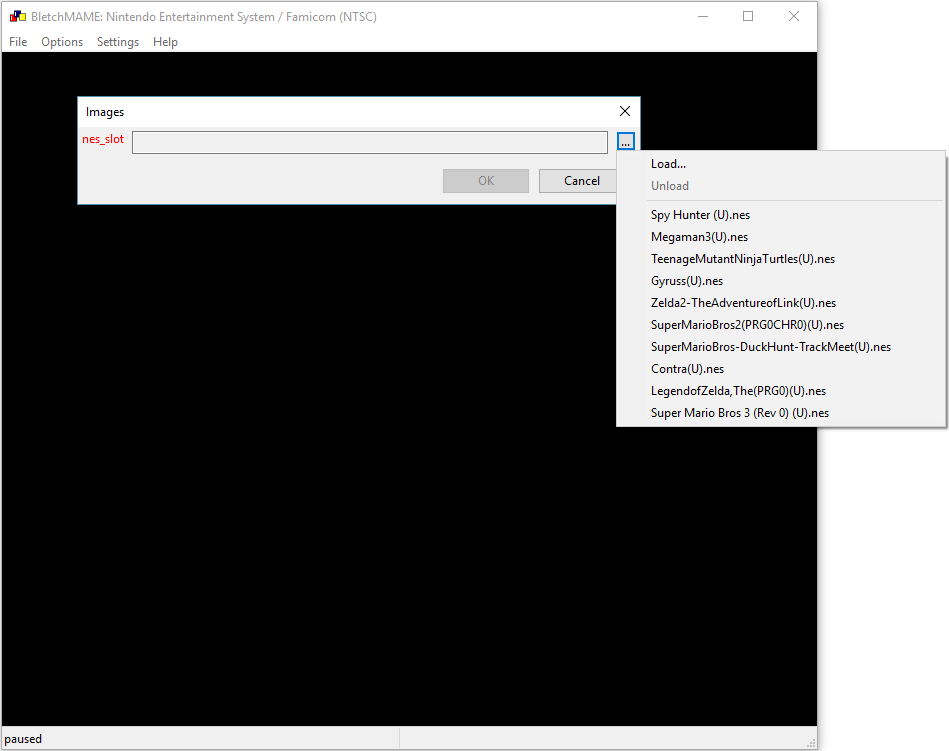 BletchMAME: Nintendo Entertainment System / Famicom (NTSC)
File Options Settings Help
Images
nes_slot
...
OK Cancel
Load...
Unload
Spy Hunter (U).nes
Megaman3(U).nes
TeenageMutantNinjaTurtles(U).nes
Gyruss(U).nes
Zelda2-TheAdventureofLink(U).nes
SuperMarioBros2(PRG0CHR0)(U).nes
SuperMarioBros-DuckHunt-TrackMeet(U).nes
Contra(U).nes
LegendofZelda,The(PRG0)(U).nes
Super Mario Bros 3 (Rev 0) (U).nes
paused